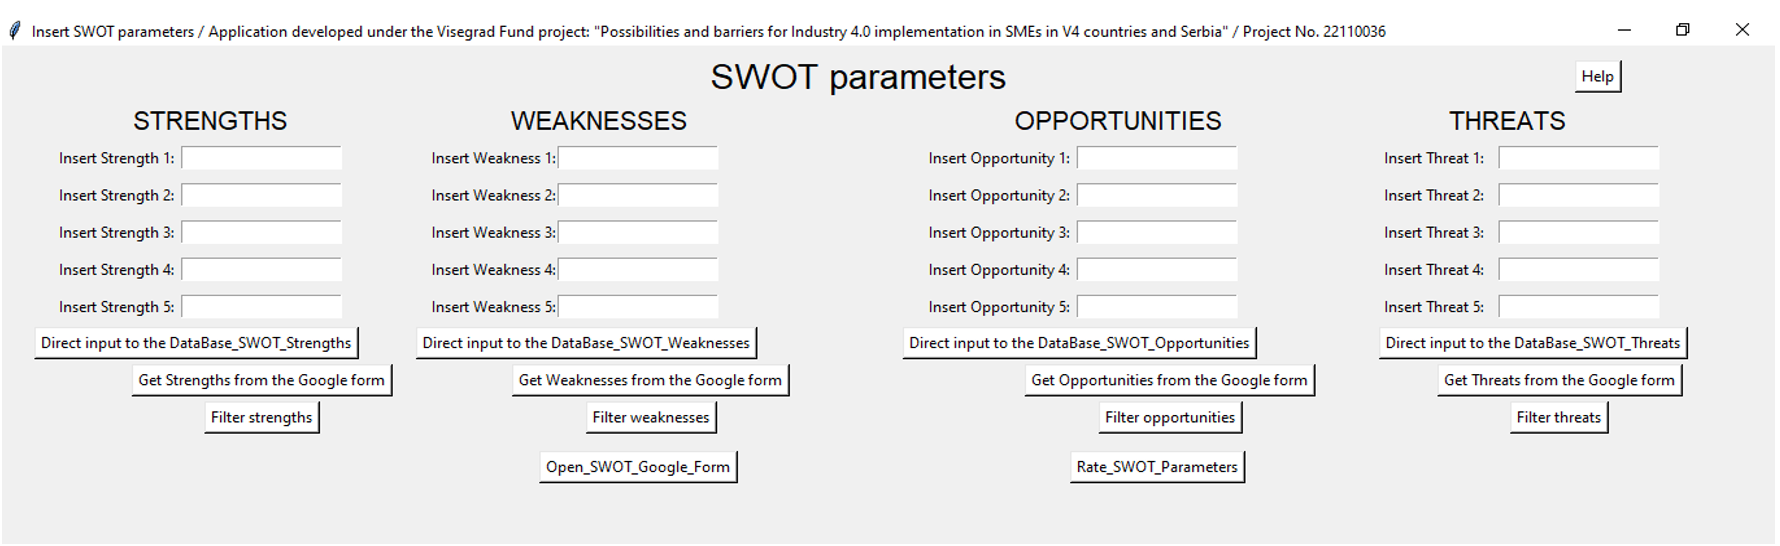 Insert SWOT parameters / Application developed under the Visegrad Fund project: "Possibilities and barriers for Industry 4.0 implementation in SMEs in V4 countries and Serbia" / Project No. 22110036
SWOT parameters
Help
STRENGTHS WEAKNESSES OPPORTUNITIES THREATS
Insert Strength 1: Insert Weakness 1: Insert Opportunity 1: Insert Threat 1:
Insert Strength 2: Insert Weakness 2: Insert Opportunity 2: Insert Threat 2:
Insert Strength 3: Insert Weakness 3: Insert Opportunity 3: Insert Threat 3:
Insert Strength 4: Insert Weakness 4: Insert Opportunity 4: Insert Threat 4:
Insert Strength 5: Insert Weakness 5: Insert Opportunity 5: Insert Threat 5:
Direct input to the DataBase_SWOT_Strengths Direct input to the DataBase_SWOT_Weaknesses Direct input to the DataBase_SWOT_Opportunities Direct input to the DataBase_SWOT_Threats
Get Strengths from the Google form Get Weaknesses from the Google form Get Opportunities from the Google form Get Threats from the Google form
Filter strengths Filter weaknesses Filter opportunities Filter threats
Open_SWOT_Google_Form Rate_SWOT_Parameters